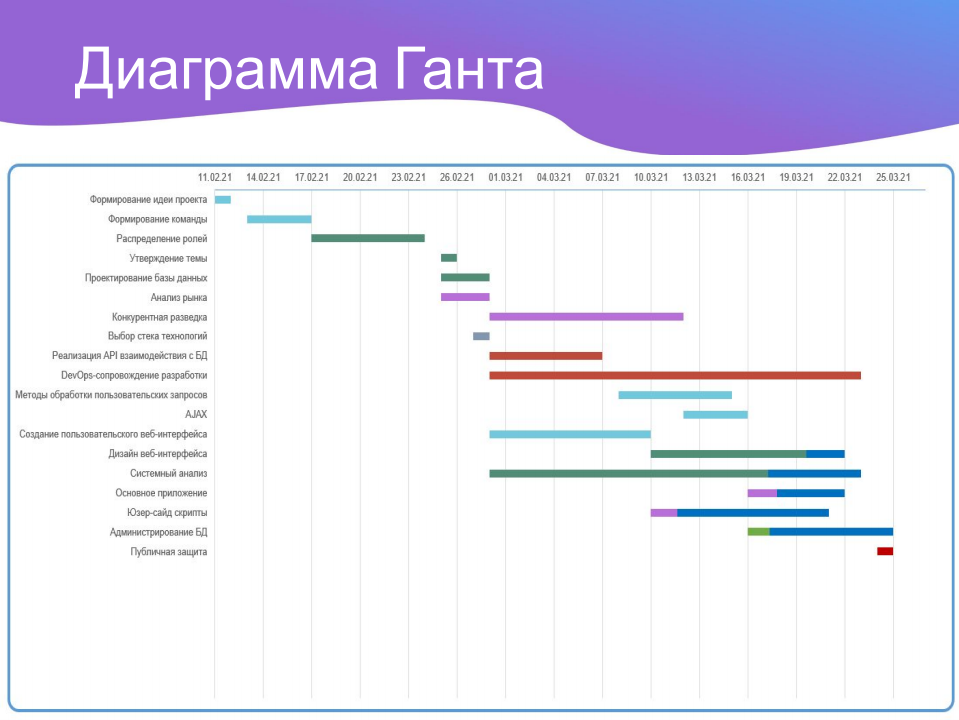 Диаграмма Ганта
11.02.21 14.02.21 17.02.21 20.02.21 23.02.21 26.02.21 01.03.21 04.03.21 07.03.21 10.03.21 13.03.21 16.03.21 19.03.21 22.03.21 25.03.21
Формирование идеи проекта
Формирование команды
Распределение ролей
Утверждение темы
Проектирование базы данных
Анализ рынка
Конкурентная разведка
Выбор стека технологий
Реализация API взаимодействия с БД
DevOps-сопровождение разработки
Методы обработки пользовательских запросов
AJAX
Создание пользовательского веб-интерфейса
Дизайн веб-интерфейса
Системный анализ
Основное приложение
Юзер-сайд скрипты
Администрирование БД
Публичная защита